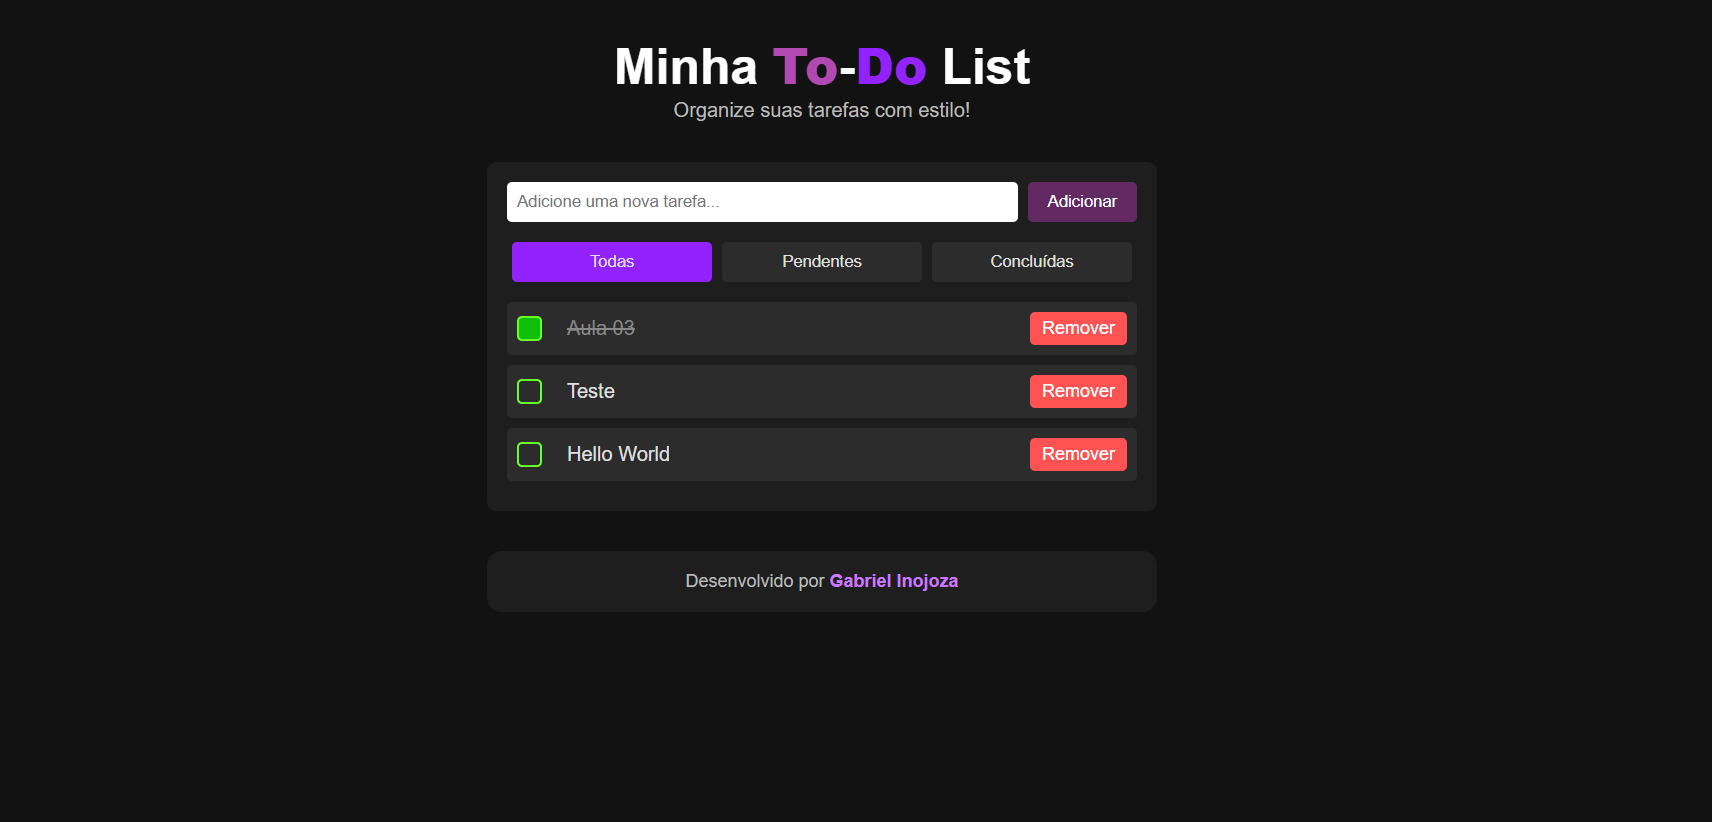 Minha To-Do List
Organize suas tarefas com estilo!
Adicione uma nova tarefa...
Adicionar
Todas
Pendentes
Concluídas
Aula 03
Remover
Teste
Remover
Hello World
Remover
Desenvolvido por Gabriel Inojoza